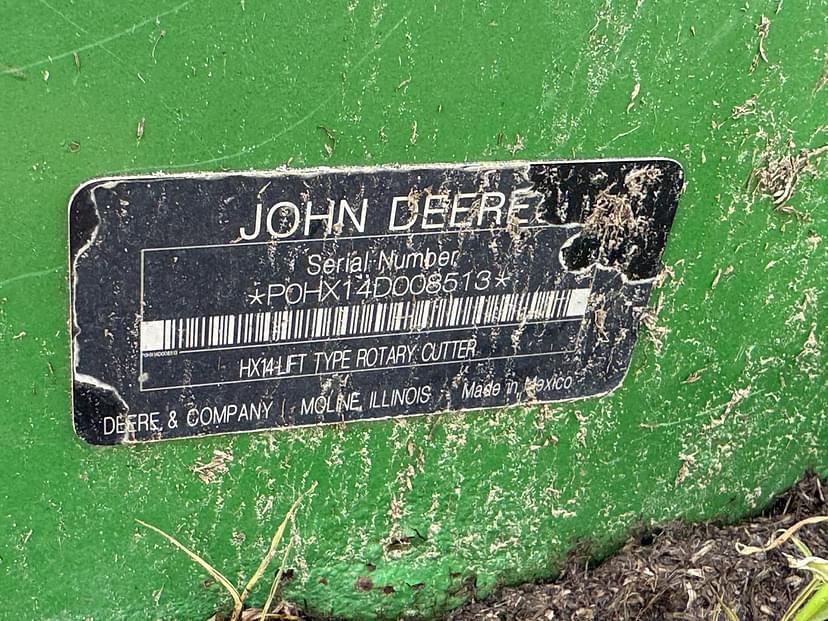 JOHN DEERE
Serial Number
*P0HX14D008513*
HX14-LIFT TYPE ROTARY CUTTER
DEERE & COMPANY MOLINE, ILLINOIS Made in Mexico